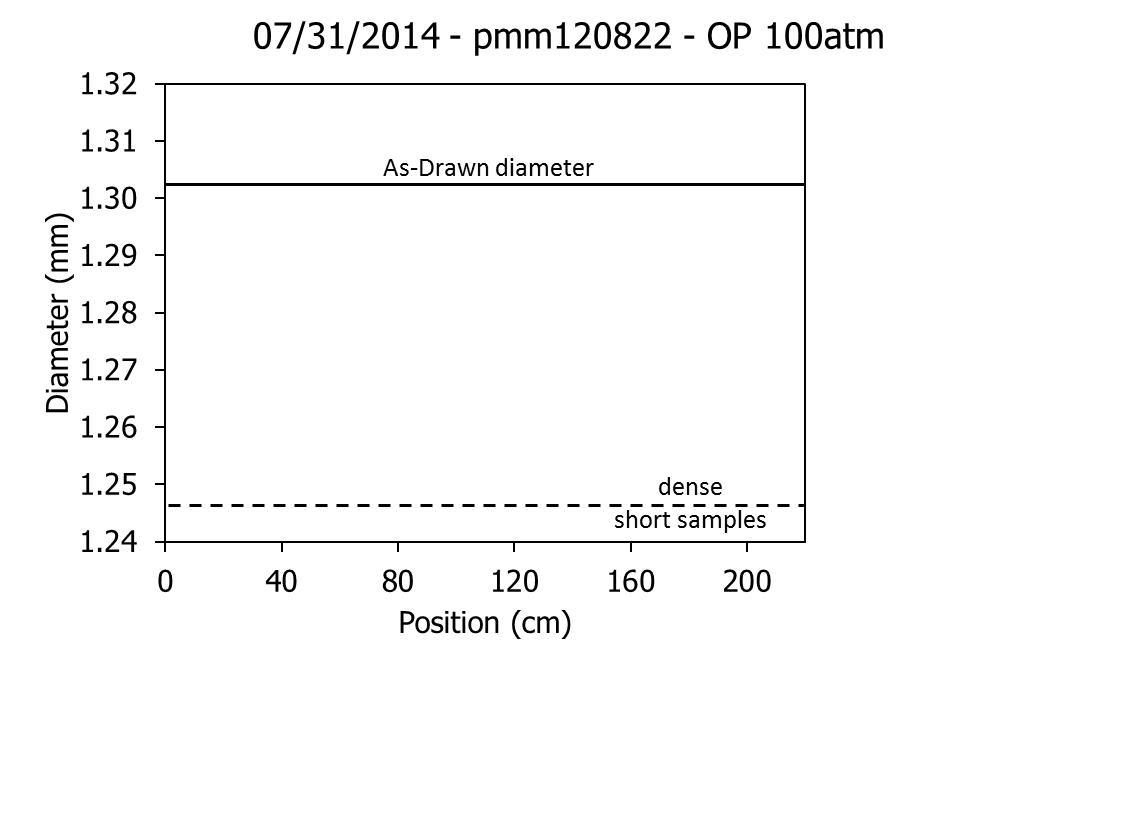 07/31/2014 - pmm120822 - OP 100atm
1.32
1.31
As-Drawn diameter
1.30
1.29
1.28
1.27
1.26
1.25
1.24
Diameter (mm)
dense
short samples
0 40 80 120 160 200
Position (cm)